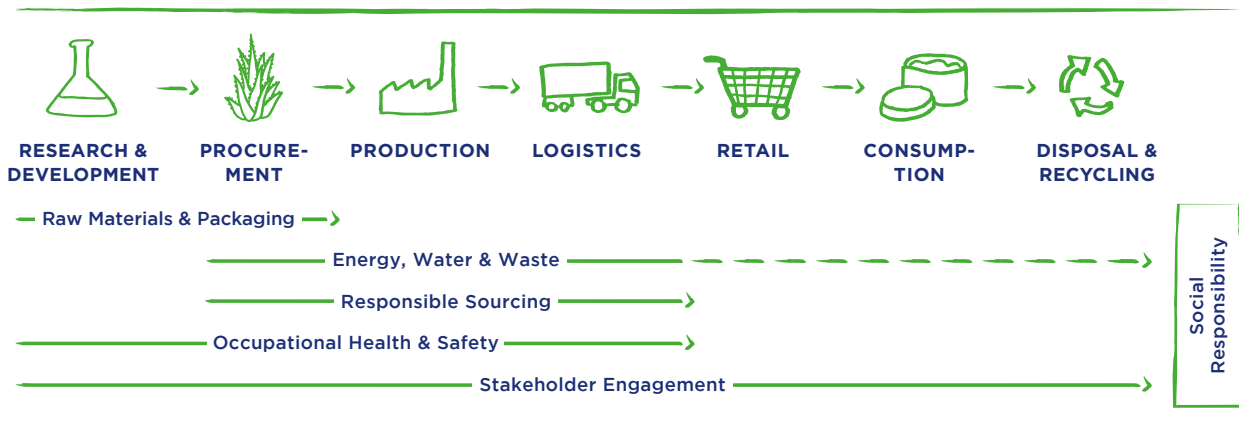 RESEARCH &
DEVELOPMENT
PROCURE-
MENT
PRODUCTION
LOGISTICS
RETAIL
CONSUMP-
TION
DISPOSAL &
RECYCLING
Raw Materials & Packaging
Energy, Water & Waste
Responsible Sourcing
Occupational Health & Safety
Stakeholder Engagement
Social
Responsibility